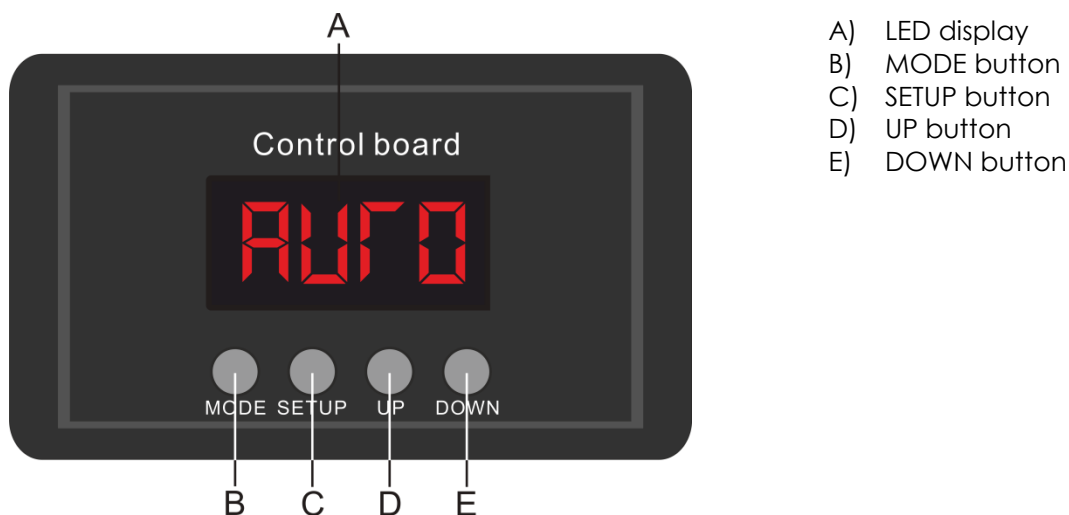 A
A) LED display
B) MODE button
C) SETUP button
D) UP button
E) DOWN button
Control board
AUTO
MODE SETUP UP DOWN
B C D E